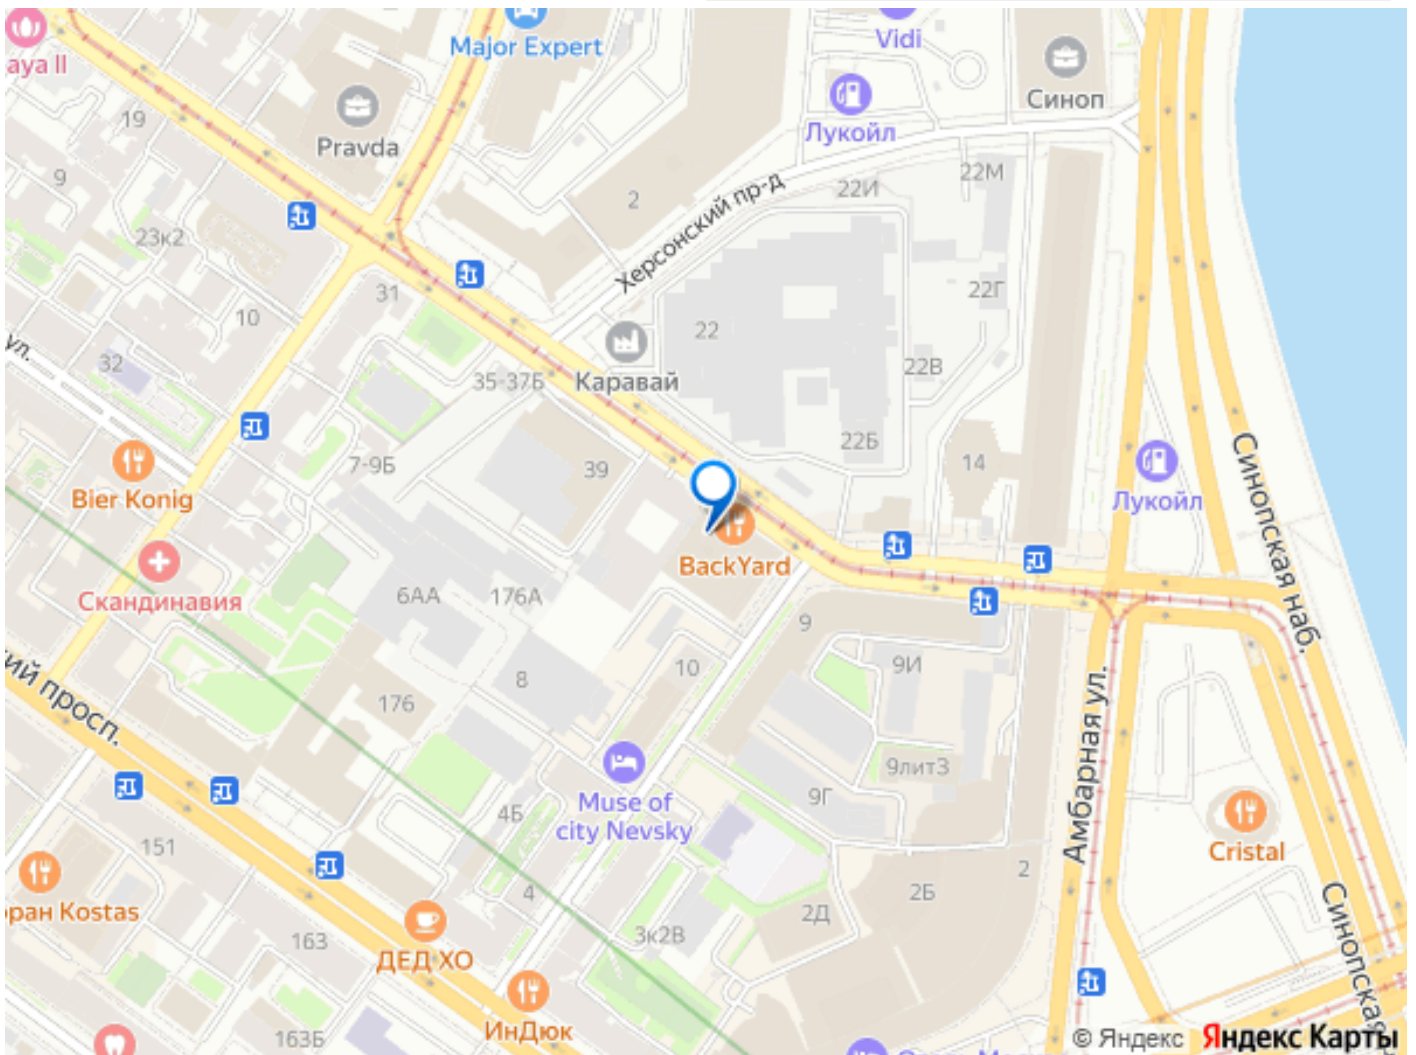 Major Expert
Vidi
aya II
Синоп
Лукойл
19
Pravda
9
22М
22И
2
Херсонский пр-д
23к2
31
22Г
10
22
ул.
32
22В
35-37Б
Каравай
22Б
7-9Б
39
14
Bier Konig
Лукойл
Синопская наб.
BackYard
Скандинавия
6АА
176А
9
9И
10
8
ий просп.
176
Амбарная ул.
9лит3
9Г
Muse of
city Nevsky
4Б
151
Cristal
4
2
2Б
оран Kostas
2Д
3к2В
163
Синопская
ДЕД ХО
ИнДюк
163Б
© Яндекс Яндекс Карты